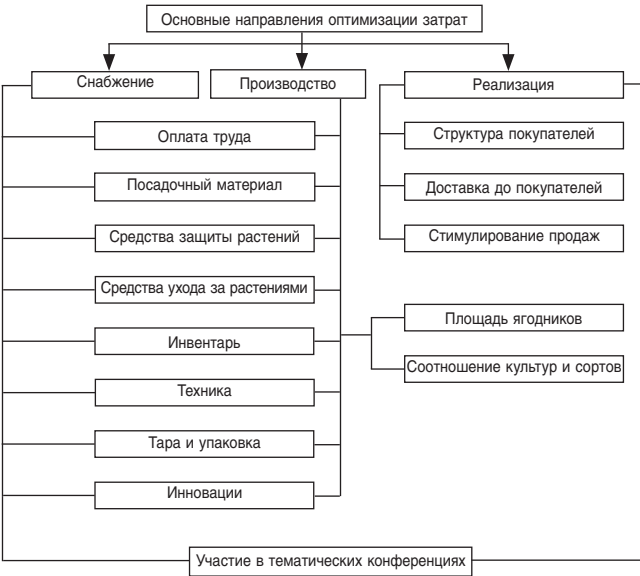 Основные направления оптимизации затрат
Снабжение
Производство
Реализация
Оплата труда
Структура покупателей
Посадочный материал
Доставка до покупателей
Средства защиты растений
Стимулирование продаж
Средства ухода за растениями
Площадь ягодников
Инвентарь
Соотношение культур и сортов
Техника
Тара и упаковка
Инновации
Участие в тематических конференциях